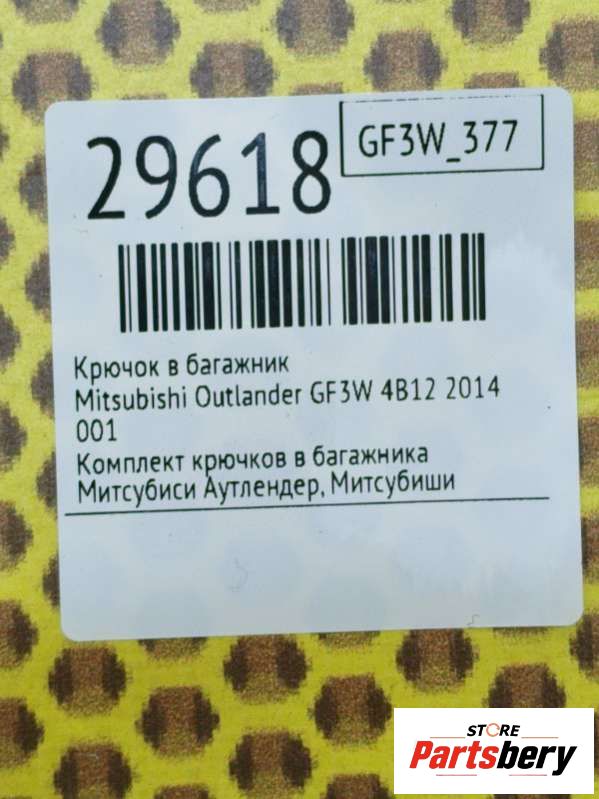 29618
GF3W_377
Крючок в багажник
Mitsubishi Outlander GF3W 4B12 2014
001
Комплект крючков в багажника
Митсубиси Аутлендер, Митсубиши
STORE
Partsbery